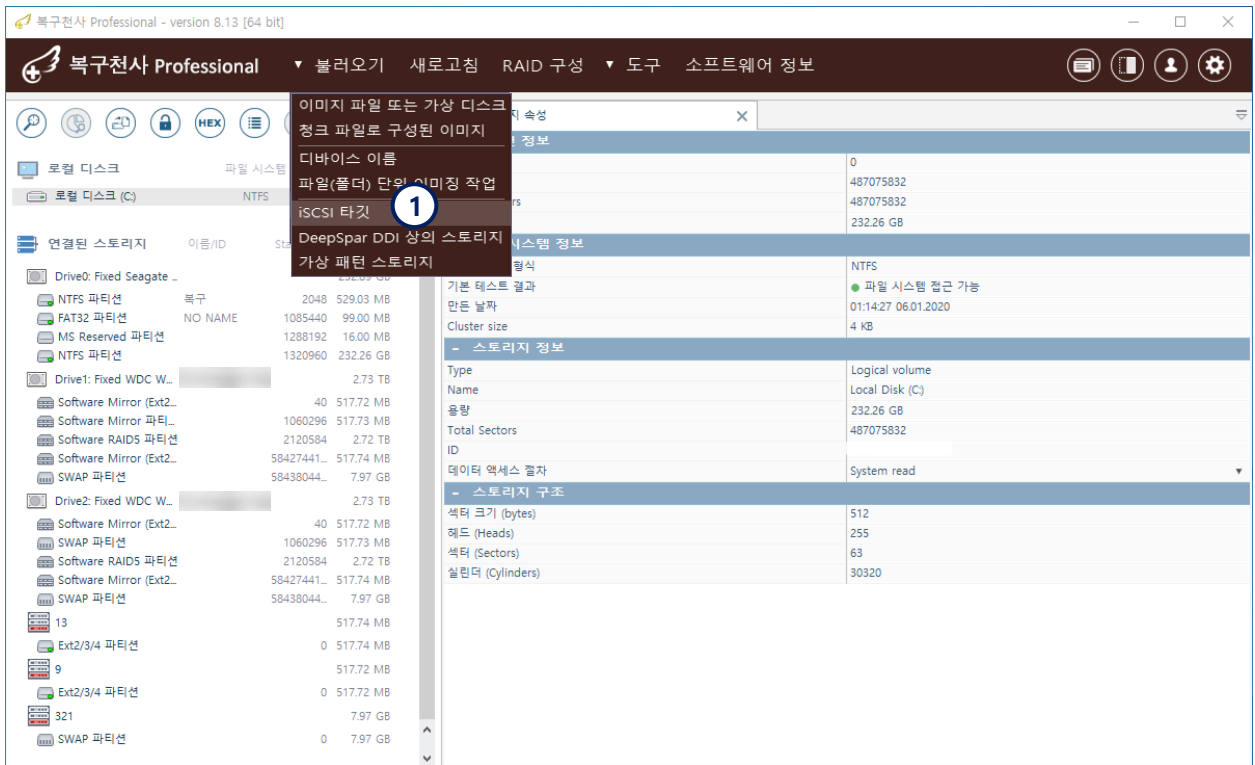 복구천사 Professional - version 8.13 [64 bit]
복구천사 Professional ▼ 불러오기 새로고침 RAID 구성 ▼ 도구 소프트웨어 정보
이미지 파일 또는 가상 디스크
청크 파일로 구성된 이미지
디바이스 이름
파일(폴더) 단위 이미징 작업
iSCSI 타깃
1
DeepSpar DDI 상의 스토리지
가상 패턴 스토리지
HEX
로컬 디스크 파일 시스템
로컬 디스크 (C:) NTFS
연결된 스토리지 이름/ID
Drive0: Fixed Seagate ...
NTFS 파티션 복구 2048 529.03 MB
FAT32 파티션 NO NAME 1085440 99.00 MB
MS Reserved 파티션 1288192 16.00 MB
NTFS 파티션 1320960 232.26 GB
Drive1: Fixed WDC W... 2.73 TB
Software Mirror (Ext2... 40 517.72 MB
Software Mirror 파티... 1060296 517.73 MB
Software RAID5 파티션 2120584 2.72 TB
Software Mirror (Ext2... 58427441... 517.74 MB
SWAP 파티션 58438044... 7.97 GB
Drive2: Fixed WDC W... 2.73 TB
Software Mirror (Ext2... 40 517.72 MB
SWAP 파티션 1060296 517.73 MB
Software RAID5 파티션 2120584 2.72 TB
Software Mirror (Ext2... 58427441... 517.74 MB
SWAP 파티션 58438044... 7.97 GB
13 517.74 MB
Ext2/3/4 파티션 0 517.74 MB
9 517.72 MB
Ext2/3/4 파티션 0 517.72 MB
321 7.97 GB
SWAP 파티션 0 7.97 GB
속성
정보
0
487075832
487075832
232.26 GB
시스템 정보
형식 NTFS
기본 테스트 결과 파일 시스템 접근 가능
만든 날짜 01:14:27 06.01.2020
Cluster size 4 KB
– 스토리지 정보
Type Logical volume
Name Local Disk (C:)
용량 232.26 GB
Total Sectors 487075832
ID
데이터 액세스 절차 System read
– 스토리지 구조
섹터 크기 (bytes) 512
헤드 (Heads) 255
섹터 (Sectors) 63
실린더 (Cylinders) 30320